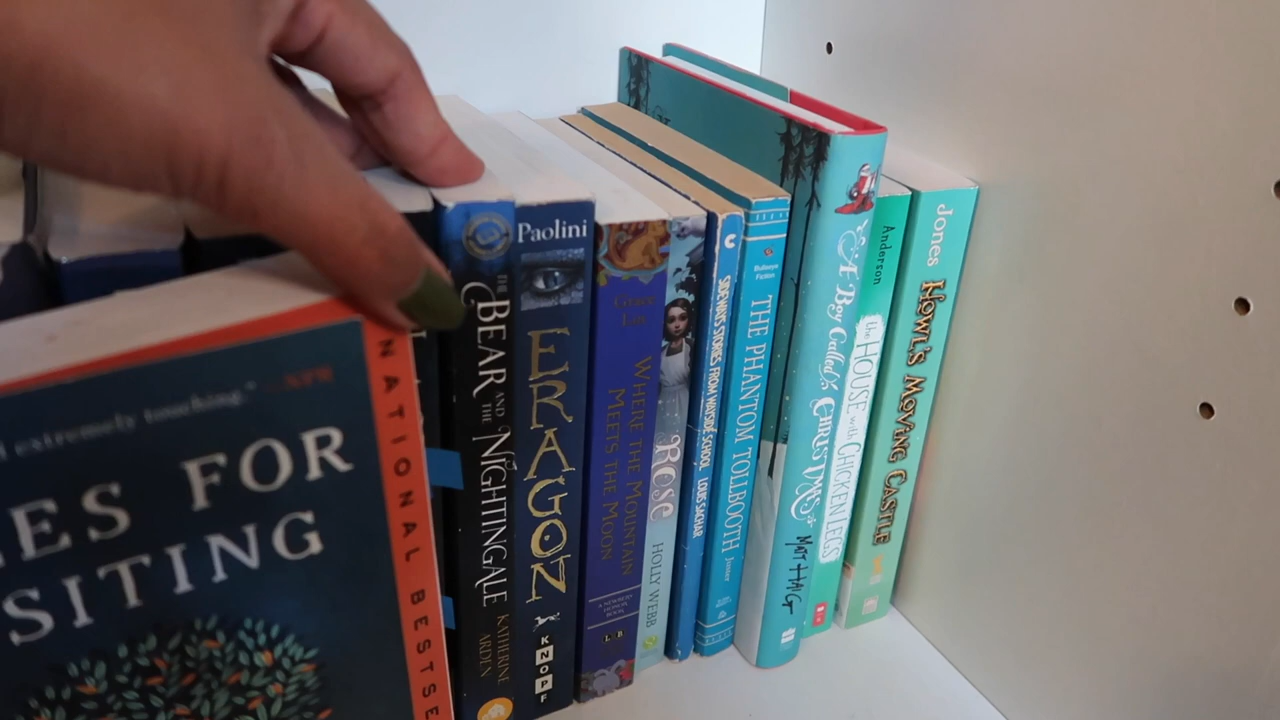 extremely touching." —NPR
ES FOR
SITING
NATIONAL BESTSE
THE BEAR AND THE NIGHTINGALE
KATHERINE ARDEN
Paolini
ERAGON
KNOPF
Grace Lin
WHERE THE MOUNTAIN
MEETS THE MOON
LB
ROSE
HOLLY WEBB
SIDEWAYS STORIES FROM WAYSIDE SCHOOL LOUIS SACHAR
Bullseye
Fiction
THE PHANTOM TOLLBOOTH
Juster
A Boy Called CHRISTMAS
MATT HAIG
Anderson
the HOUSE with CHICKEN LEGS
Jones
HOWL'S MOVING CASTLE